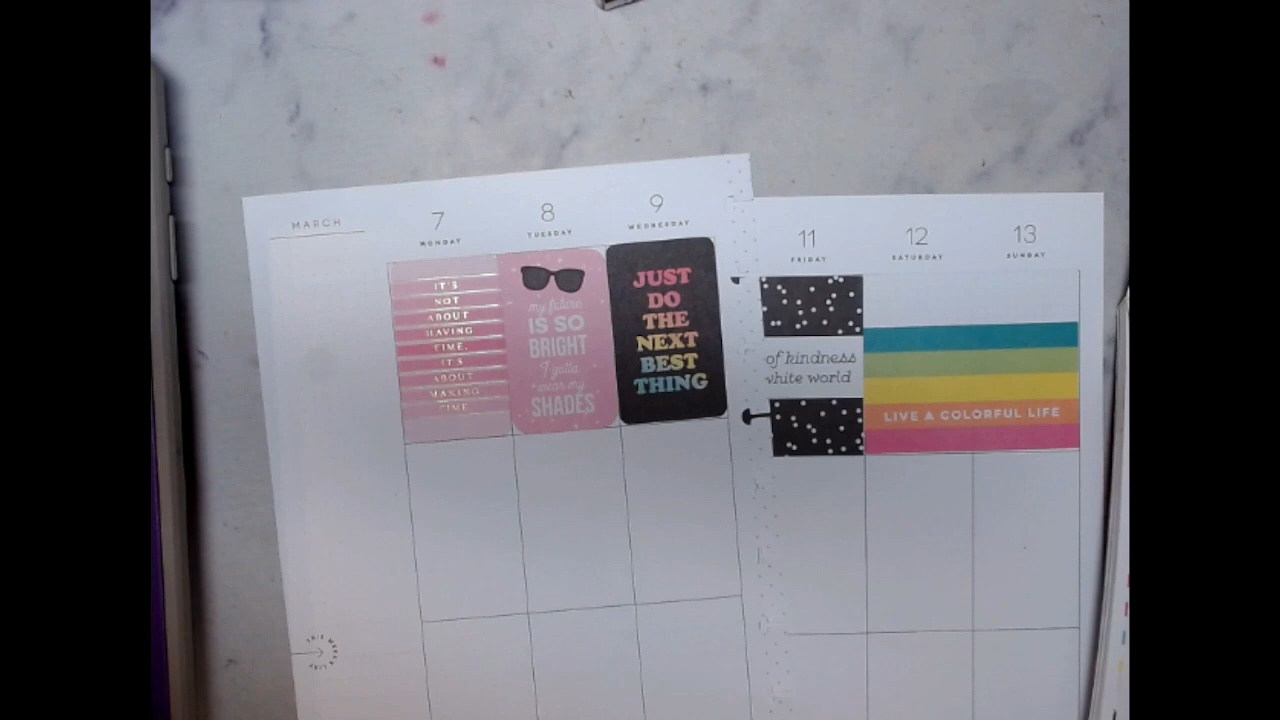 MARCH
7
MONDAY
8
TUESDAY
9
WEDNESDAY
11
FRIDAY
12
SATURDAY
13
SUNDAY
IT'S
NOT
ABOUT
HAVING
TIME.
IT'S
ABOUT
MAKING
TIME
my future
IS SO
BRIGHT
I gotta
wear my
SHADES
JUST
DO
THE
NEXT
BEST
THING
of kindness
white world
LIVE A COLORFUL LIFE